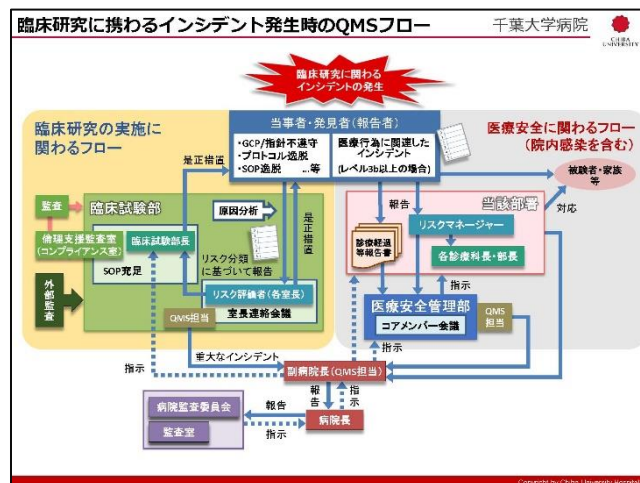 臨床研究に携わるインシデント発生時のQMSフロー
千葉大学病院
CHIBA
UNIVERSITY
臨床研究に関わる
インシデントの発生
臨床研究の実施に
関わるフロー
当事者・発見者(報告者)
・GCP/指針不遵守
・プロトコル逸脱
・SOP逸脱 …等
医療行為に関連した
インシデント
(レベル3b以上の場合)
医療安全に関わるフロー
(院内感染を含む)
是正措置
被験者・家族
等
監査
臨床試験部
原因分析
是正措置
報告
報告
当該部署
対応
倫理支援監査室
(コンプライアンス室)
臨床試験部長
リスク分類
に基づいて報告
SOP充足
診療経過
等報告書
リスクマネージャー
各診療科長・部長
外部
監査
リスク評価者(各室長)
室長連絡会議
指示
医療安全管理部
コアメンバー会議
QMS
担当
QMS担当
重大なインシデント
指示
指示
副病院長(QMS担当)
報告
指示
病院監査委員会
監査室
報告
指示
病院長
Copyright by Chiba University Hospital